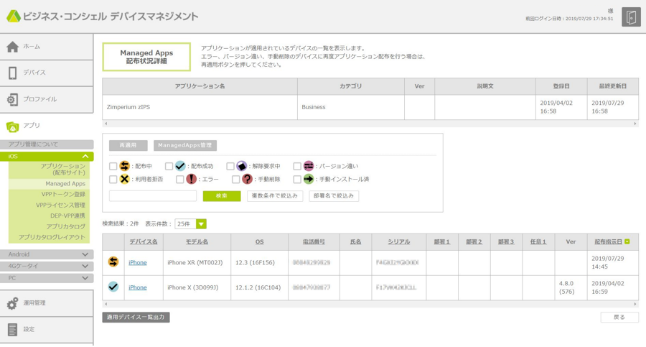 ビジネス・コンシェル デバイスマネジメント
様
前回ログイン日時：2018/07/29 17:34:51
ホーム
デバイス
プロファイル
アプリ
アプリ管理について
iOS
アプリケーション
(配布サイト)
Managed Apps
VPPトークン登録
VPPライセンス管理
DEP-VPP連携
アプリカタログ
アプリカタログレイアウト
Android
4Gケータイ
PC
運用管理
設定
Managed Apps
配布状況詳細
アプリケーションが適用されているデバイスの一覧を表示します。
エラー、バージョン違い、手動削除のデバイスに再度アプリケーション配布を行う場合は、
再適用ボタンを押してください。
アプリケーション名 カテゴリ Ver 説明文 登録日 最終更新日
Zimperium zIPS Business 2019/04/02 16:58 2019/07/29 16:58
再適用 ManagedApps管理
：配布中 ：配布成功 ：解除要求中 ：バージョン違い
：利用者拒否 ：エラー ：手動削除 ：手動インストール済
検索 複数条件で絞込み 部署名で絞込み
検索結果：2件 表示件数：25件
デバイス名 モデル名 OS 電話番号 氏名 シリアル 部署１ 部署２ 部署３ 任意１ Ver 配布指示日
iPhone iPhone XR (MT002J) 12.3 (16F156) 2019/07/29 14:45
iPhone iPhone X (3D099J) 12.1.2 (16C104) 4.8.0 (576) 2019/04/02 16:59
適用デバイス一覧出力
戻る